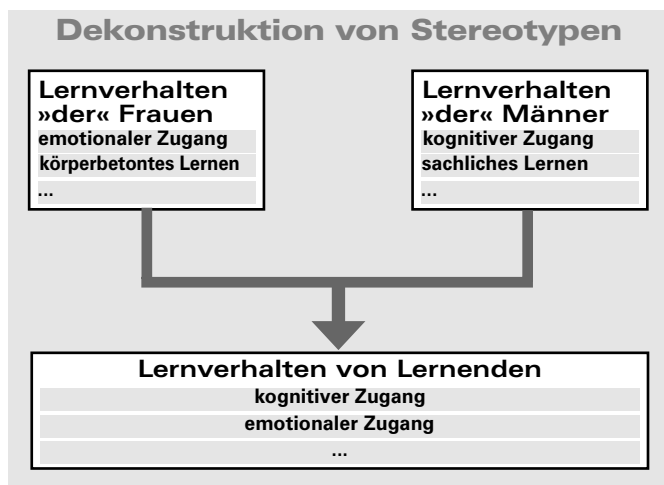 Dekonstruktion von Stereotypen
Lernverhalten
»der« Frauen
emotionaler Zugang
körperbetontes Lernen
...
Lernverhalten
»der« Männer
kognitiver Zugang
sachliches Lernen
...
Lernverhalten von Lernenden
kognitiver Zugang
emotionaler Zugang
...